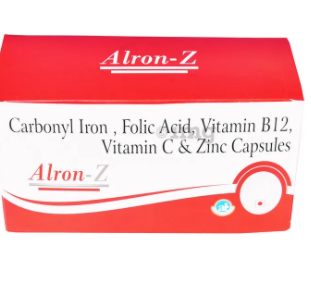 Alron-Z
Carbonyl Iron , Folic Acid, Vitamin B12,
Vitamin C & Zinc Capsules
Alron-Z